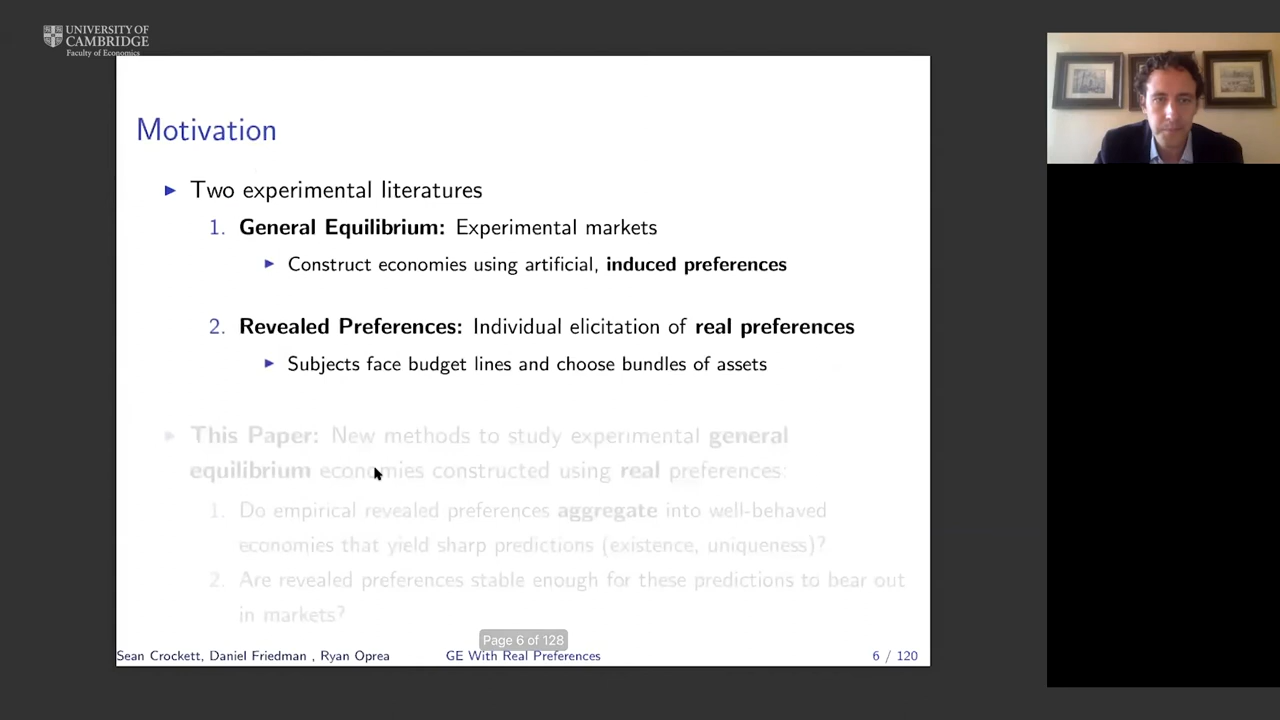 UNIVERSITY OF
CAMBRIDGE
Faculty of Economics
Motivation
Two experimental literatures
1. General Equilibrium: Experimental markets
Construct economies using artificial, induced preferences
2. Revealed Preferences: Individual elicitation of real preferences
Subjects face budget lines and choose bundles of assets
This Paper: New methods to study experimental general
equilibrium economies constructed using real preferences:
1. Do empirical revealed preferences aggregate into well-behaved
economies that yield sharp predictions (existence, uniqueness)?
2. Are revealed preferences stable enough for these predictions to bear out
in markets?
Page 6 of 128
Sean Crockett, Daniel Friedman , Ryan Oprea GE With Real Preferences 6 / 120